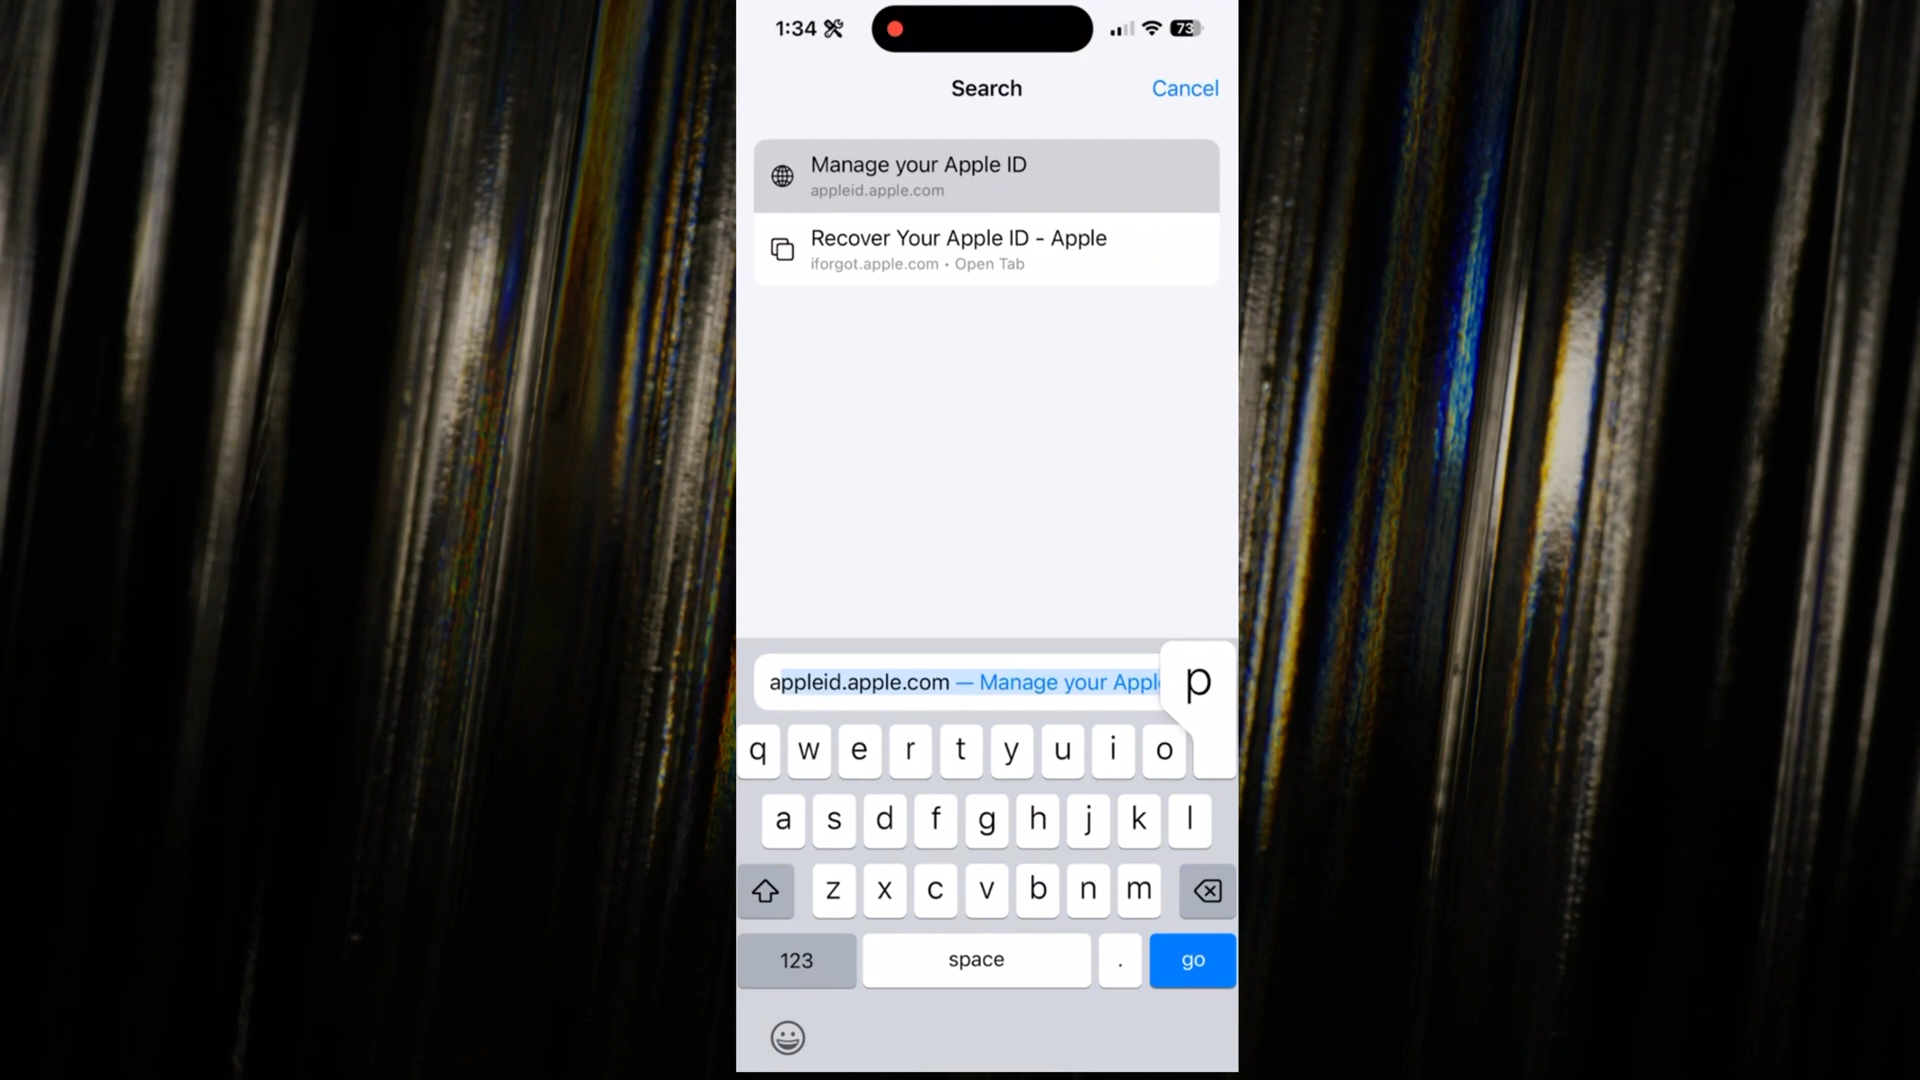 1:34
73
Search
Cancel
Manage your Apple ID
appleid.apple.com
Recover Your Apple ID - Apple
iforgot.apple.com • Open Tab
appleid.apple.com — Manage your Appl
p
q w e r t y u i o
a s d f g h j k l
z x c v b n m
123
space
.
go